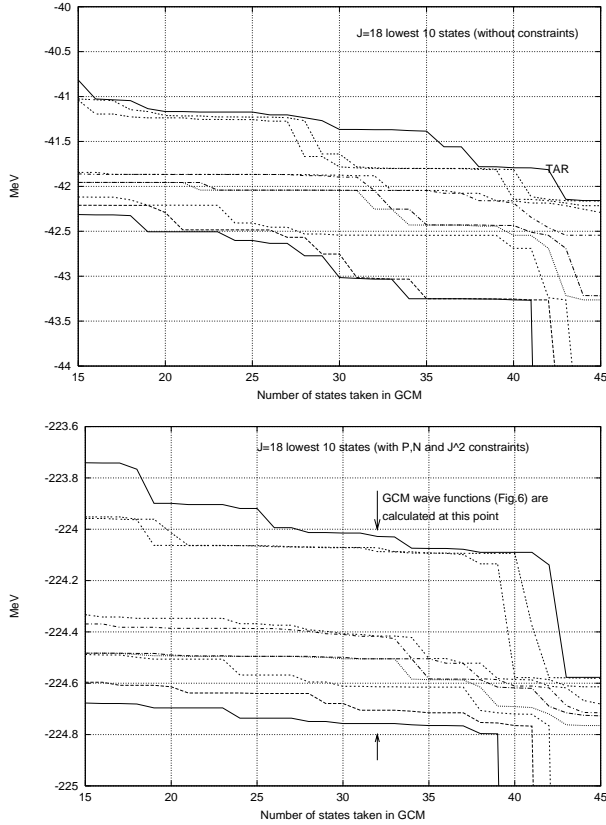 -40
J=18 lowest 10 states (without constraints)
-40.5
-41
-41.5
TAR
MeV
-42
-42.5
-43
-43.5
-44
15 20 25 30 35 40 45
Number of states taken in GCM
-223.6
J=18 lowest 10 states (with P,N and J^2 constraints)
-223.8
GCM wave functions (Fig.6) are
calculated at this point
-224
-224.2
MeV
-224.4
-224.6
-224.8
-225
15 20 25 30 35 40 45
Number of states taken in GCM